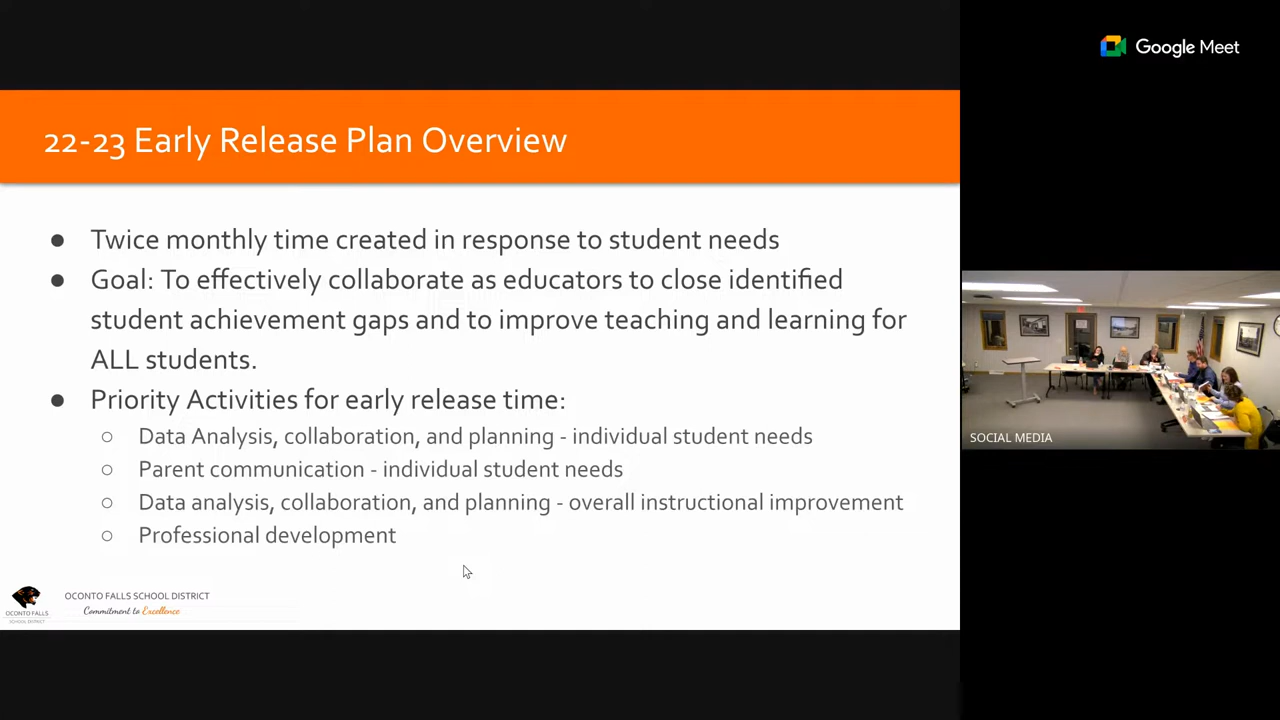 Google Meet
22-23 Early Release Plan Overview
● Twice monthly time created in response to student needs
● Goal: To effectively collaborate as educators to close identified
student achievement gaps and to improve teaching and learning for
ALL students.
● Priority Activities for early release time:
○ Data Analysis, collaboration, and planning - individual student needs
○ Parent communication - individual student needs
○ Data analysis, collaboration, and planning - overall instructional improvement
○ Professional development
SOCIAL MEDIA
OCONTO FALLS SCHOOL DISTRICT
Commitment to Excellence
OCONTO FALLS
SCHOOL DISTRICT